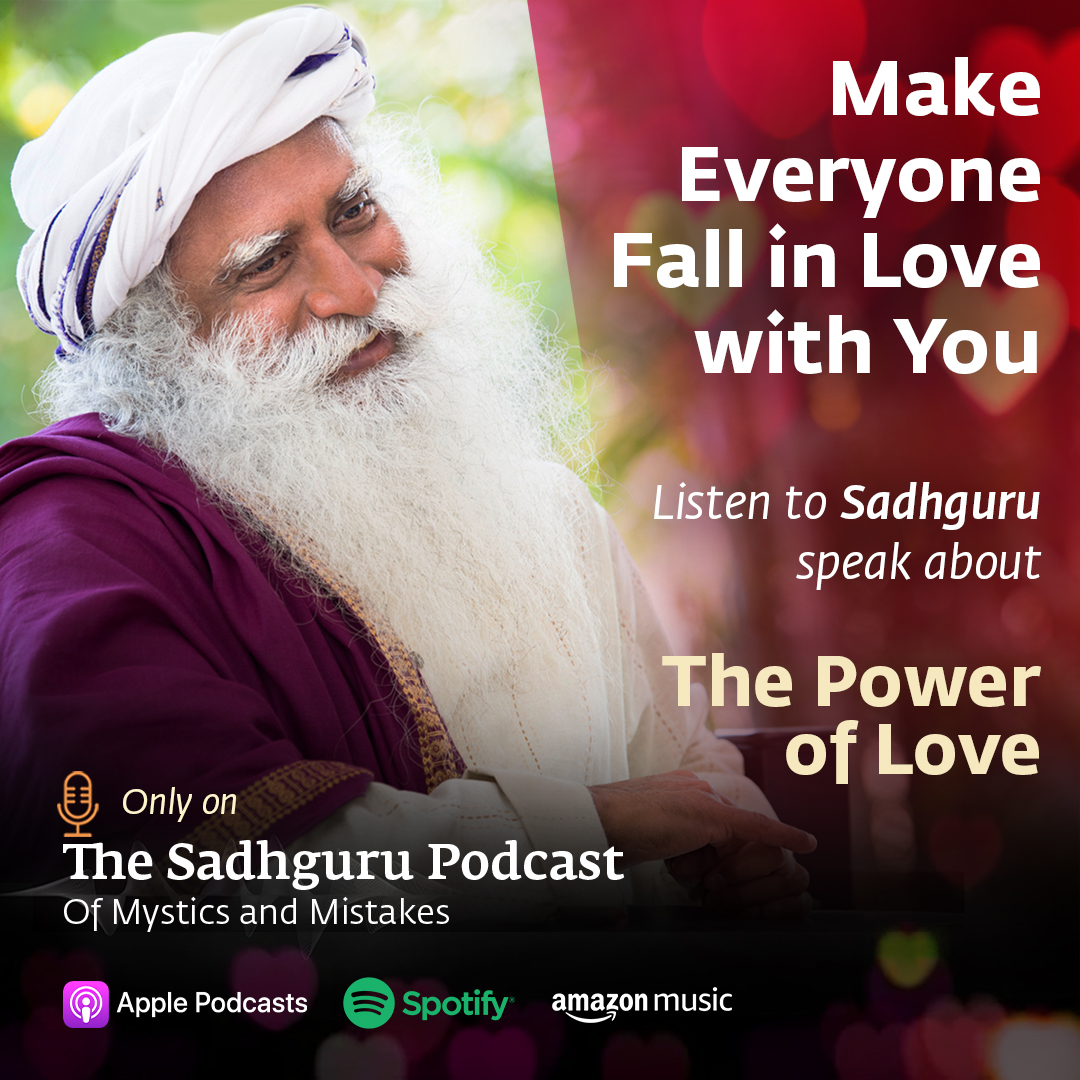 Make
Everyone
Fall in Love
with You
Listen to Sadhguru
speak about
The Power
of Love
Only on
The Sadhguru Podcast
Of Mystics and Mistakes
Apple Podcasts
Spotify
amazon music